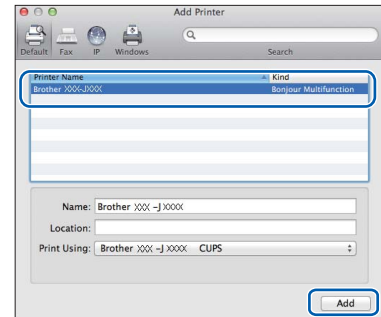 Add Printer
Default Fax IP Windows Search
Printer Name Kind
Brother XXX-JXXX Bonjour Multifunction
Name: Brother XXX -J XXXX
Location:
Print Using: Brother XXX -J XXXX CUPS
Add